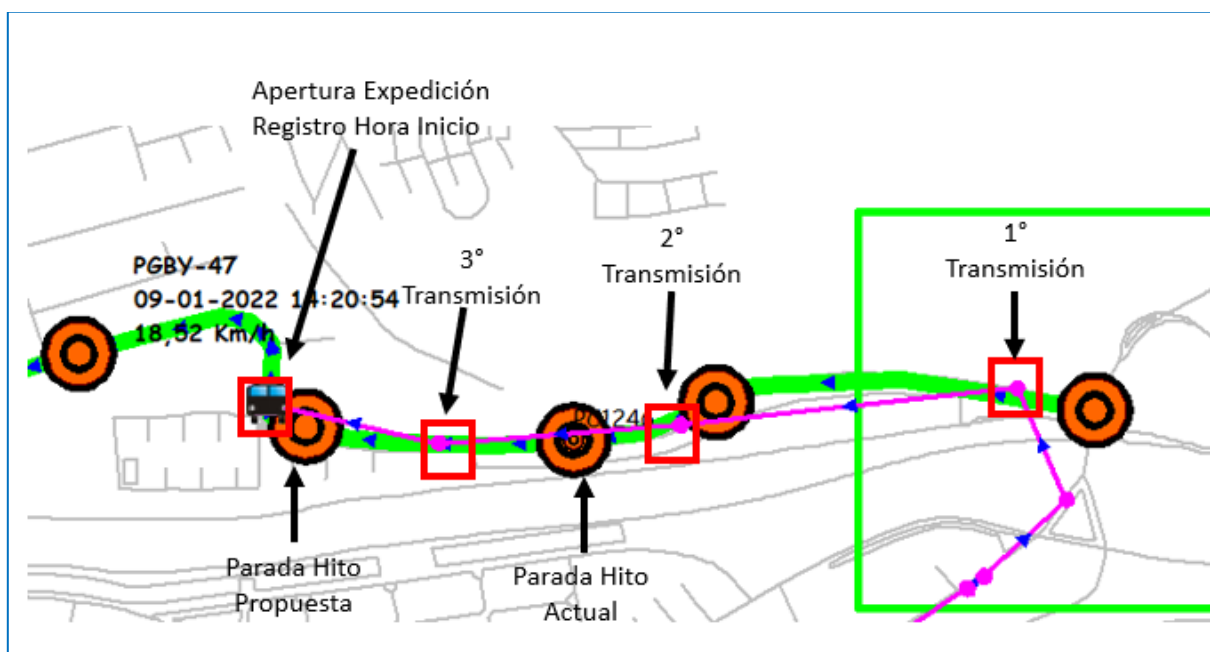 Apertura Expedición
Registro Hora Inicio
PGBY-47
09-01-2022 14:20:54
18,52 Km/h
3°
Transmisión
2°
Transmisión
1°
Transmisión
Parada Hito
Propuesta
Parada Hito
Actual